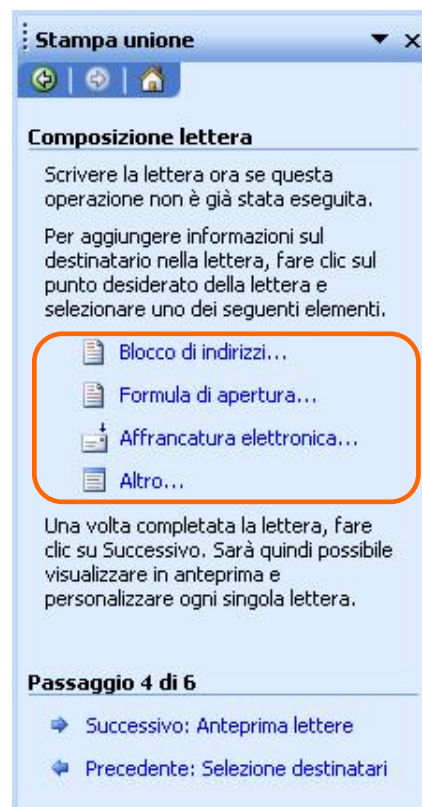 Stampa unione
Composizione lettera
Scrivere la lettera ora se questa
operazione non è già stata eseguita.
Per aggiungere informazioni sul
destinatario nella lettera, fare clic sul
punto desiderato della lettera e
selezionare uno dei seguenti elementi.
Blocco di indirizzi...
Formula di apertura...
Affrancatura elettronica...
Altro...
Una volta completata la lettera, fare
clic su Successivo. Sarà quindi possibile
visualizzare in anteprima e
personalizzare ogni singola lettera.
Passaggio 4 di 6
Successivo: Anteprima lettere
Precedente: Selezione destinatari